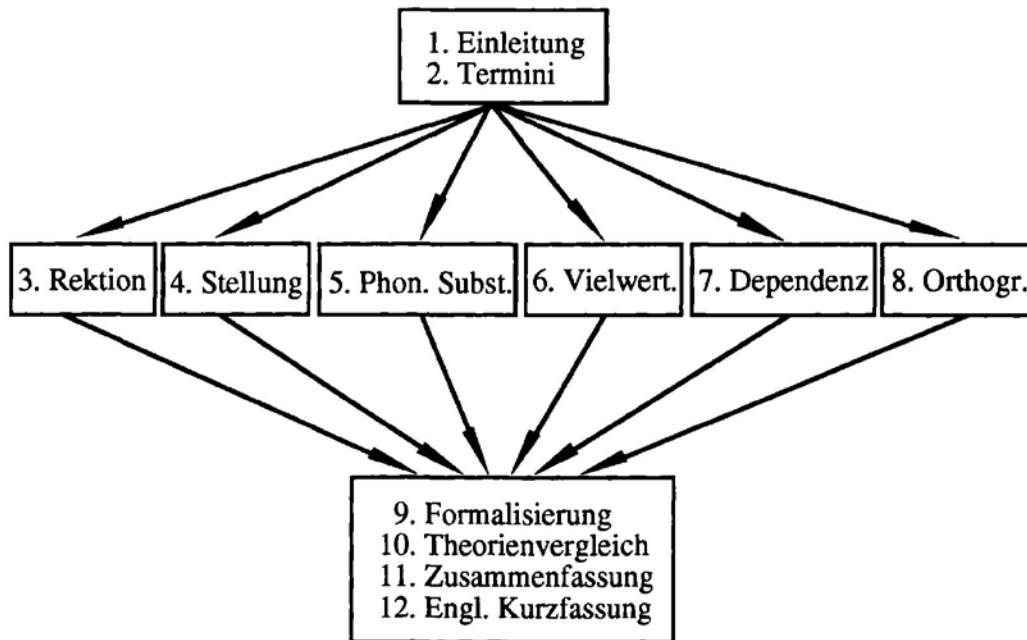 1. Einleitung
2. Termini
3. Rektion
4. Stellung
5. Phon. Subst.
6. Vielwert.
7. Dependenz
8. Orthogr.
9. Formalisierung
10. Theorienvergleich
11. Zusammenfassung
12. Engl. Kurzfassung